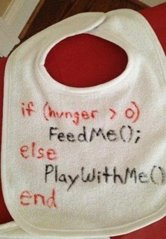 if (hunger > 0)
FeedMe();
else
PlayWithMe()
end